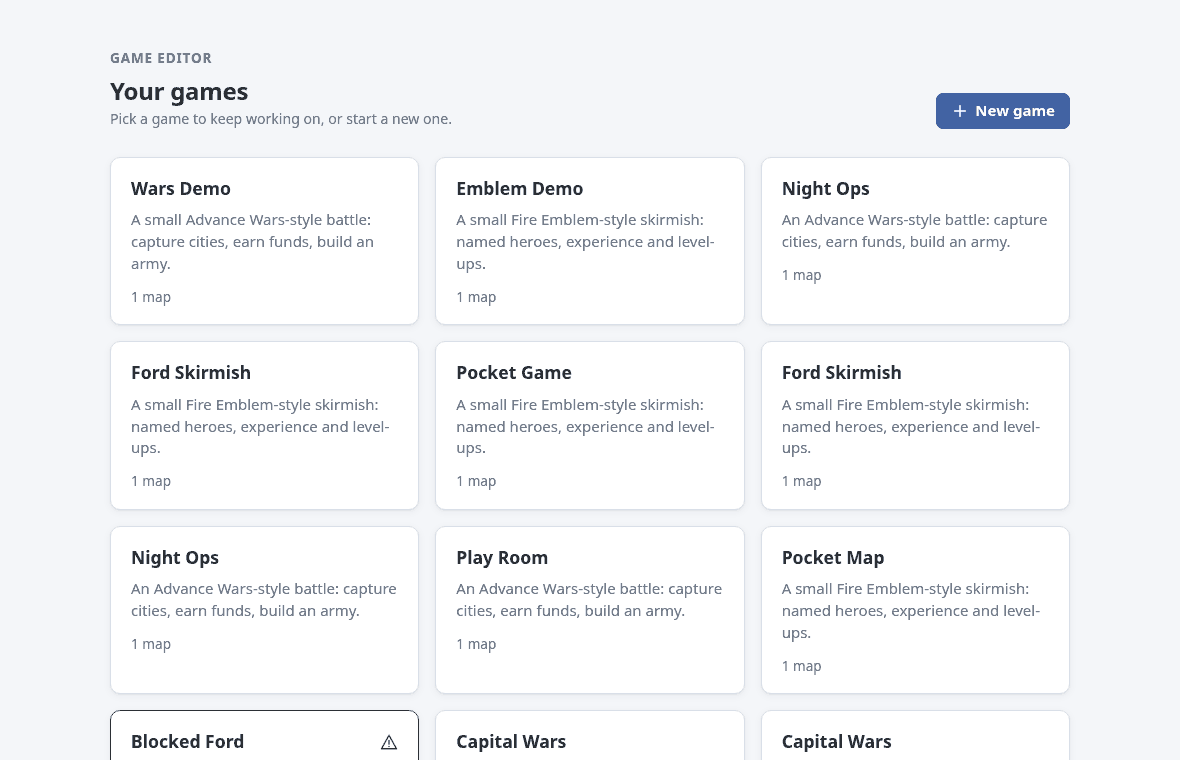 GAME EDITOR
Your games
Pick a game to keep working on, or start a new one.
New game
Wars Demo
A small Advance Wars-style battle:
capture cities, earn funds, build an
army.
1 map
Emblem Demo
A small Fire Emblem-style skirmish:
named heroes, experience and level-
ups.
1 map
Night Ops
An Advance Wars-style battle: capture
cities, earn funds, build an army.
1 map
Ford Skirmish
A small Fire Emblem-style skirmish:
named heroes, experience and level-
ups.
1 map
Pocket Game
A small Fire Emblem-style skirmish:
named heroes, experience and level-
ups.
1 map
Ford Skirmish
A small Fire Emblem-style skirmish:
named heroes, experience and level-
ups.
1 map
Night Ops
An Advance Wars-style battle: capture
cities, earn funds, build an army.
1 map
Play Room
An Advance Wars-style battle: capture
cities, earn funds, build an army.
1 map
Pocket Map
A small Fire Emblem-style skirmish:
named heroes, experience and level-
ups.
1 map
Blocked Ford
Capital Wars
Capital Wars